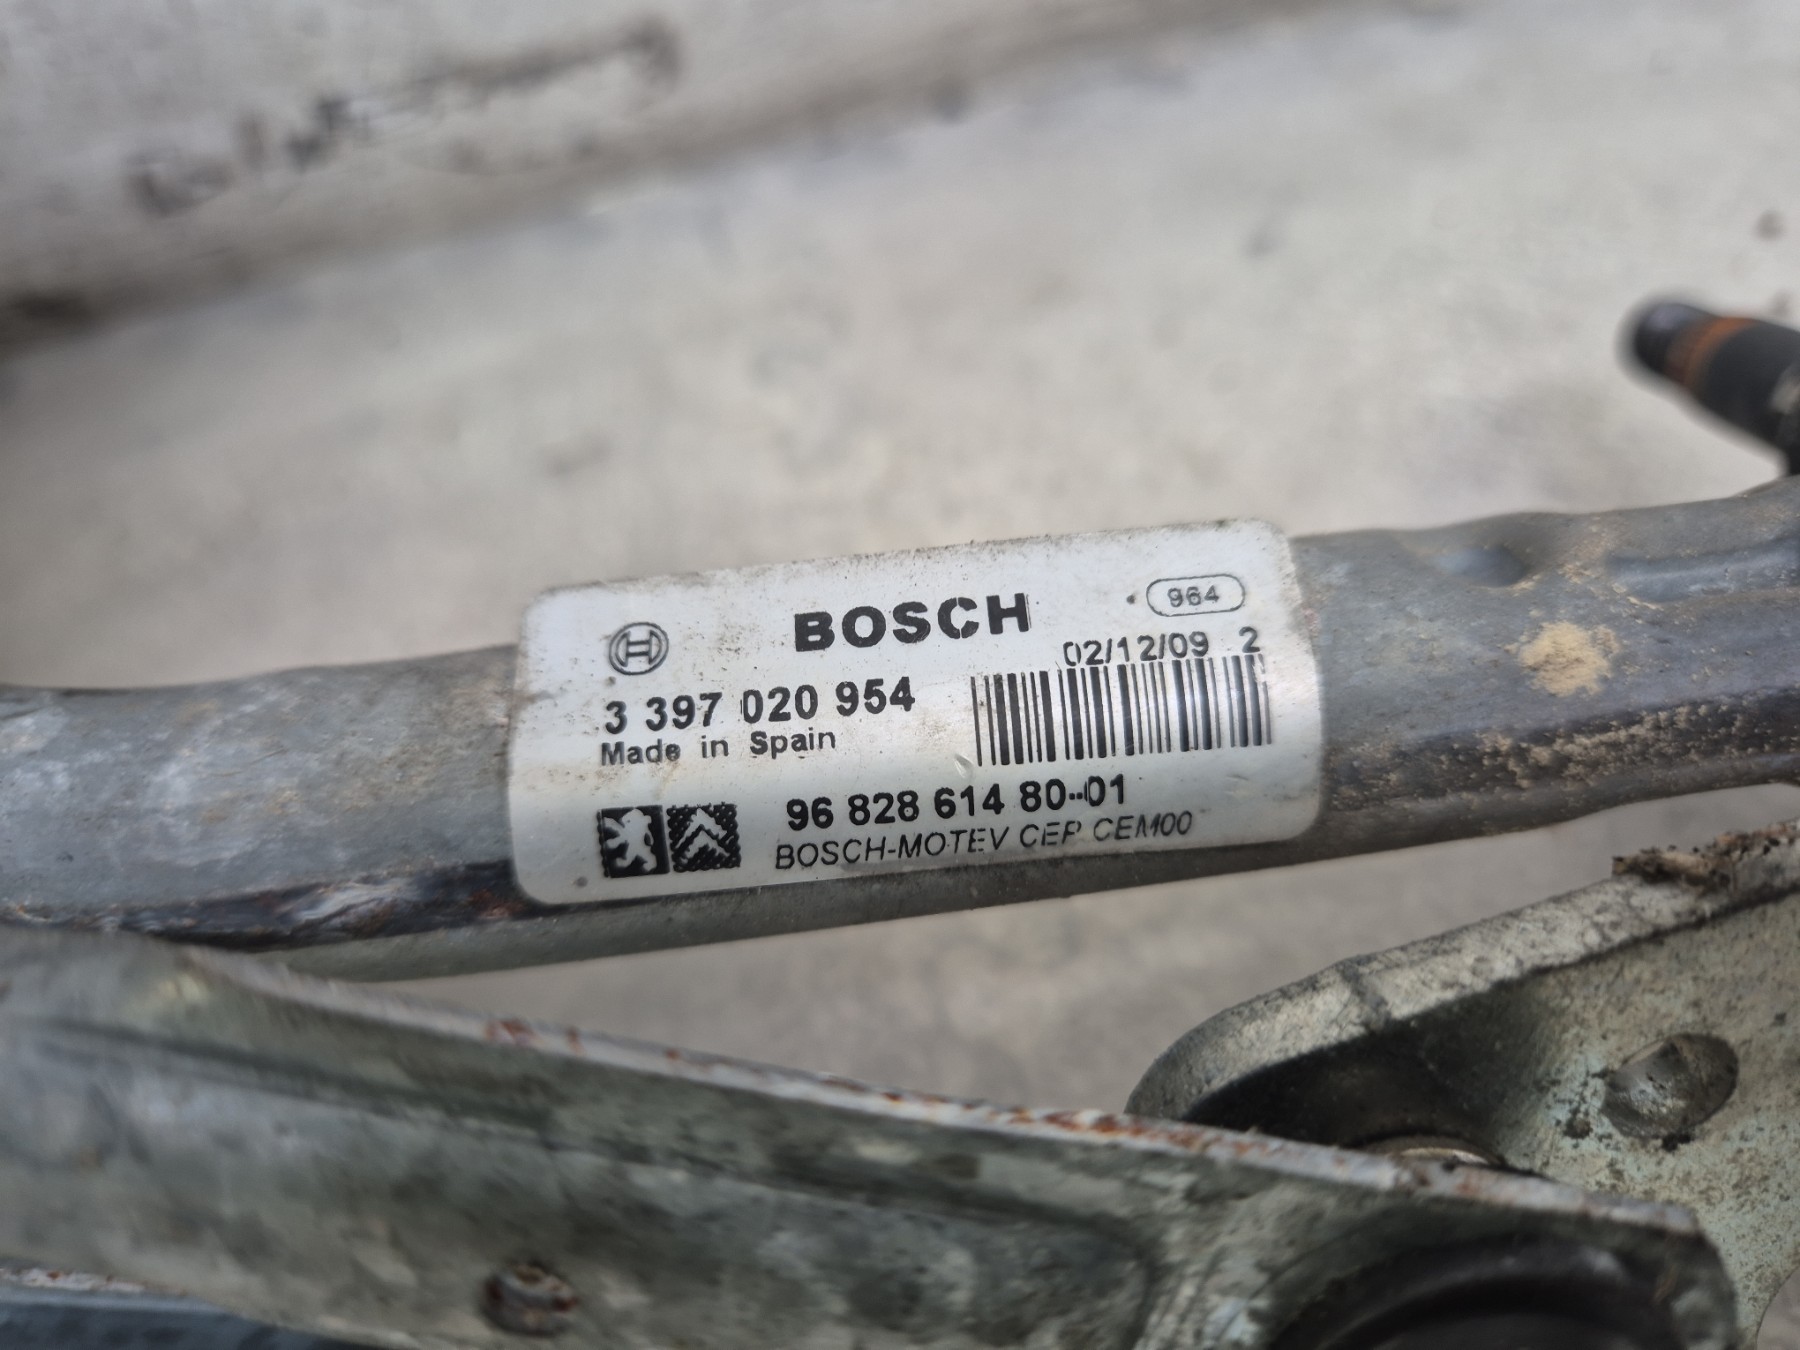 BOSCH 964
02/12/09 2
3 397 020 954
Made in Spain
96 828 614 80-01
BOSCH-MOTEV CEP CEM00